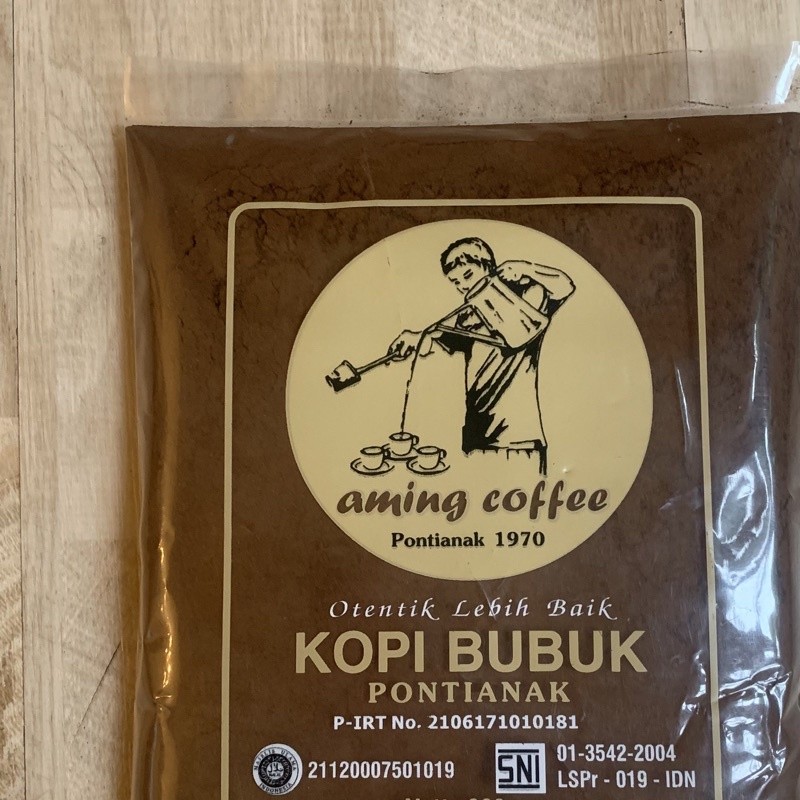 aming coffee
Pontianak 1970
Otentik Lebih Baik
KOPI BUBUK
PONTIANAK
P-IRT No. 2106171010181
21120007501019
SNI
01-3542-2004
LSPr - 019 - IDN